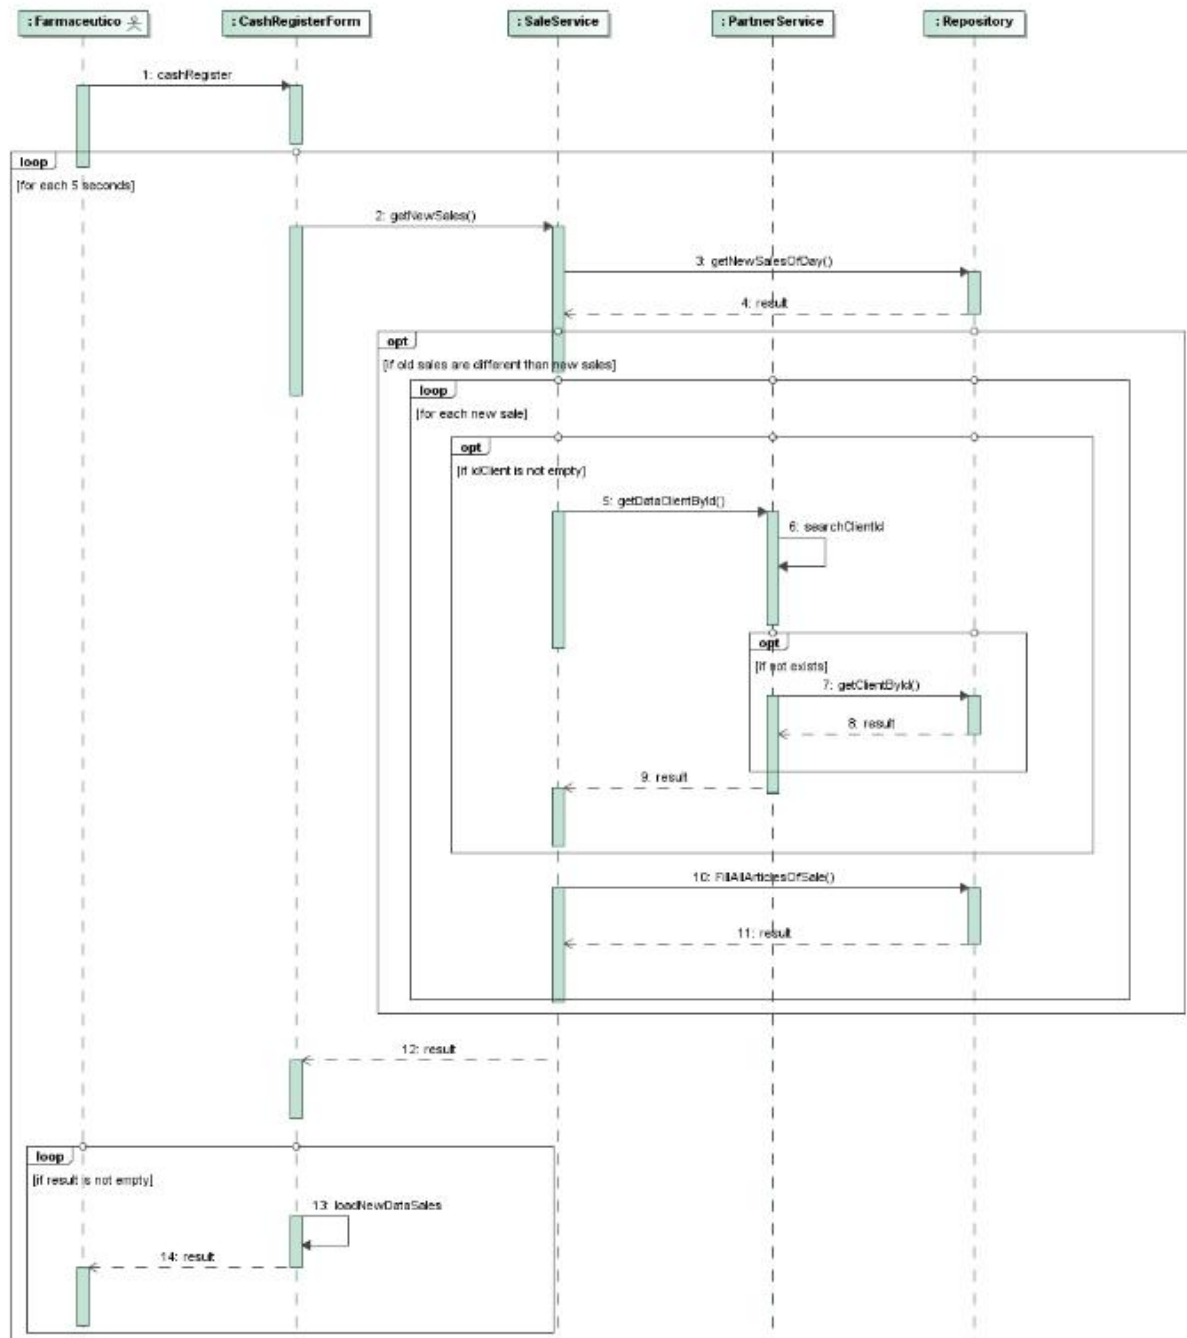 : Farmaceutico
: CashRegisterForm
: SaleService
: PartnerService
: Repository
1: cashRegister
loop
[for each 5 seconds]
2: getNewSales()
3: getNewSalesOfDay()
4: result
opt
[if old sales are different than new sales]
loop
[for each new sale]
opt
[if idClient is not empty]
5: getDataClientById()
6: searchClientId
opt
[if not exists]
7: getClientById()
8: result
9: result
10: FillAllArticlesOfSale()
11: result
12: result
loop
[if result is not empty]
13: loadNewDataSales
14: result